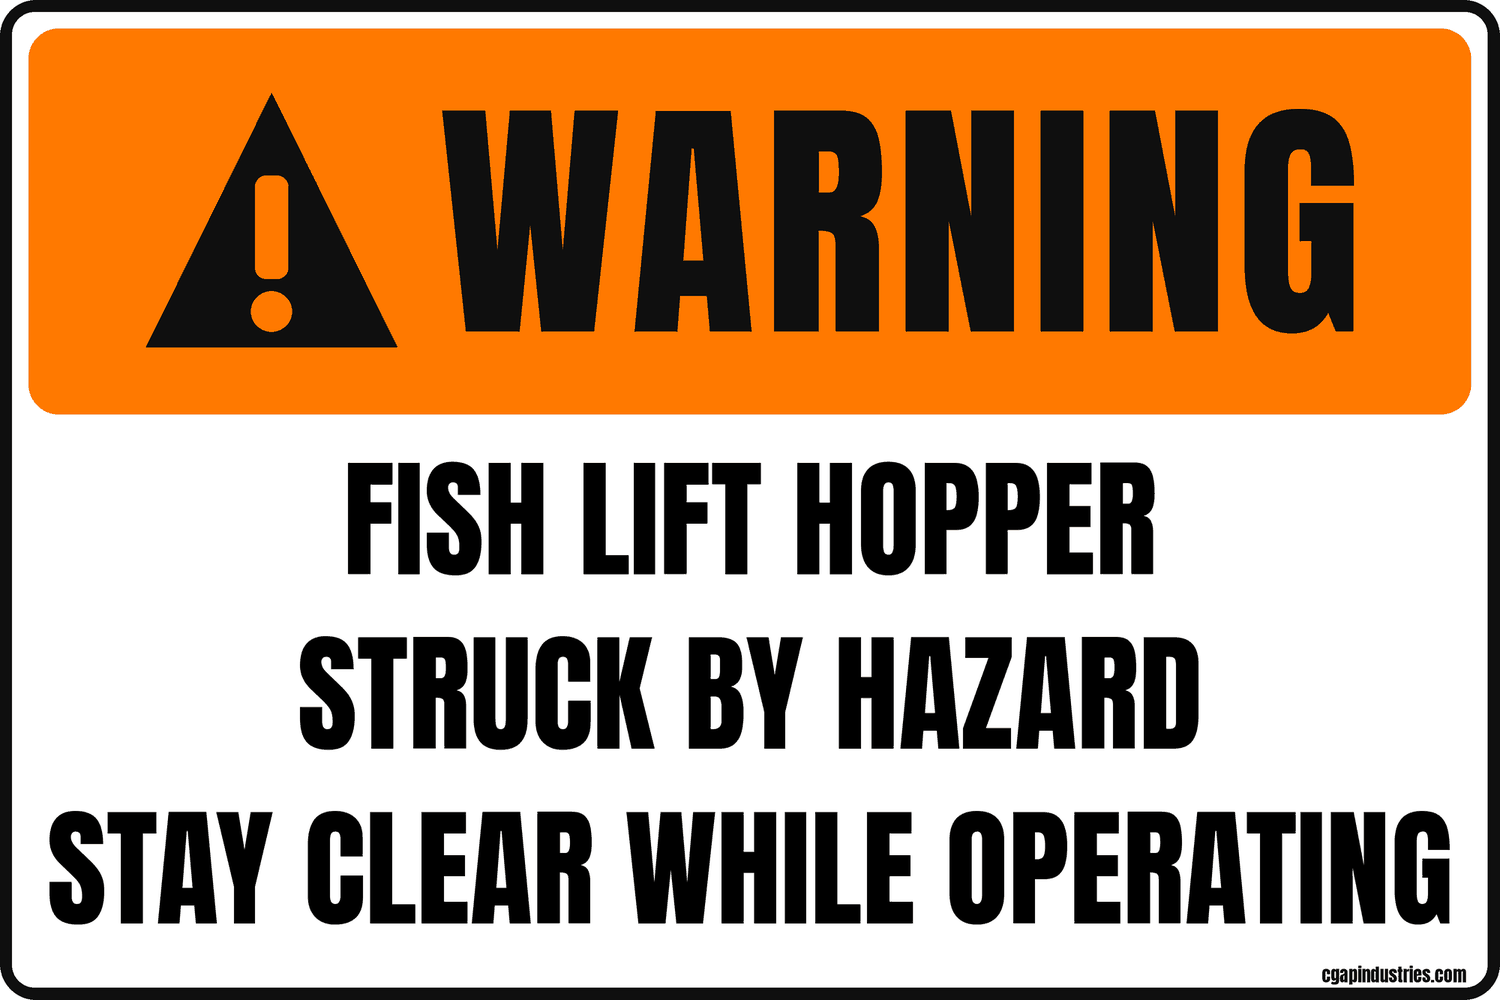 WARNING
FISH LIFT HOPPER
STRUCK BY HAZARD
STAY CLEAR WHILE OPERATING
cgapindustries.com